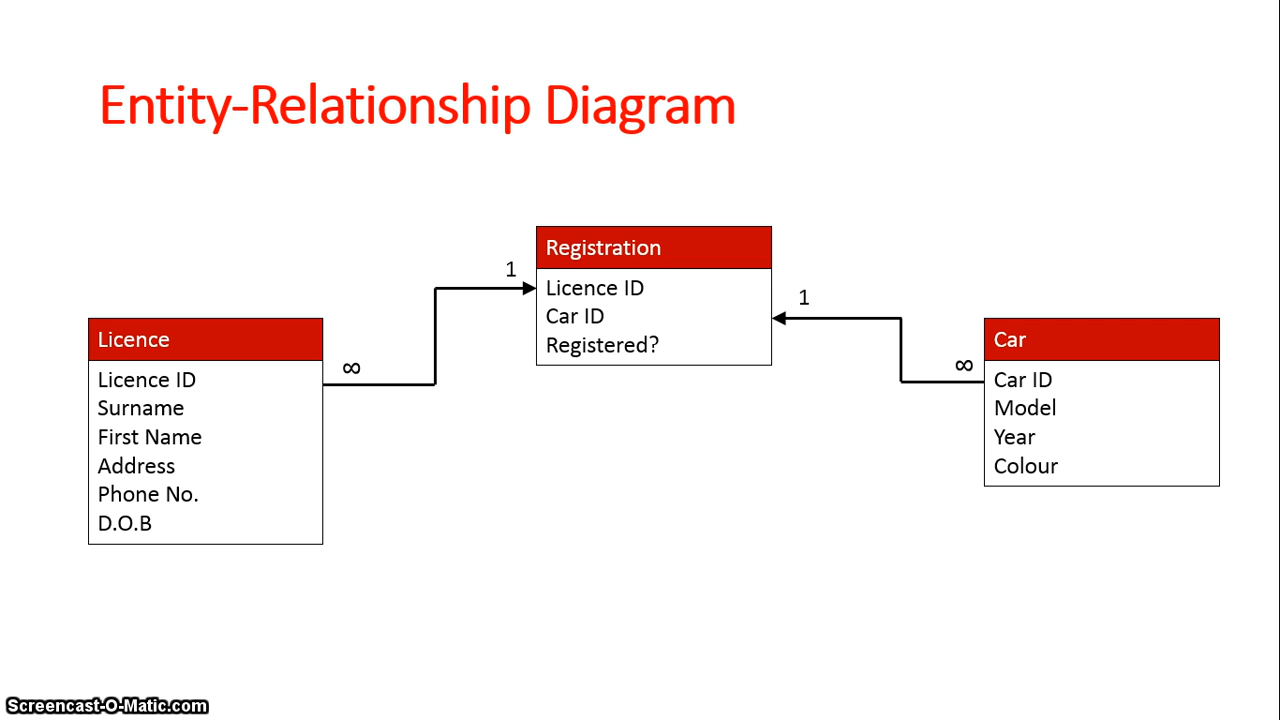 Entity-Relationship Diagram
Registration
1
Licence ID
1
Car ID
Registered?
Licence
∞
Licence ID
Surname
First Name
Address
Phone No.
D.O.B
Car
∞
Car ID
Model
Year
Colour
Screencast-O-Matic.com